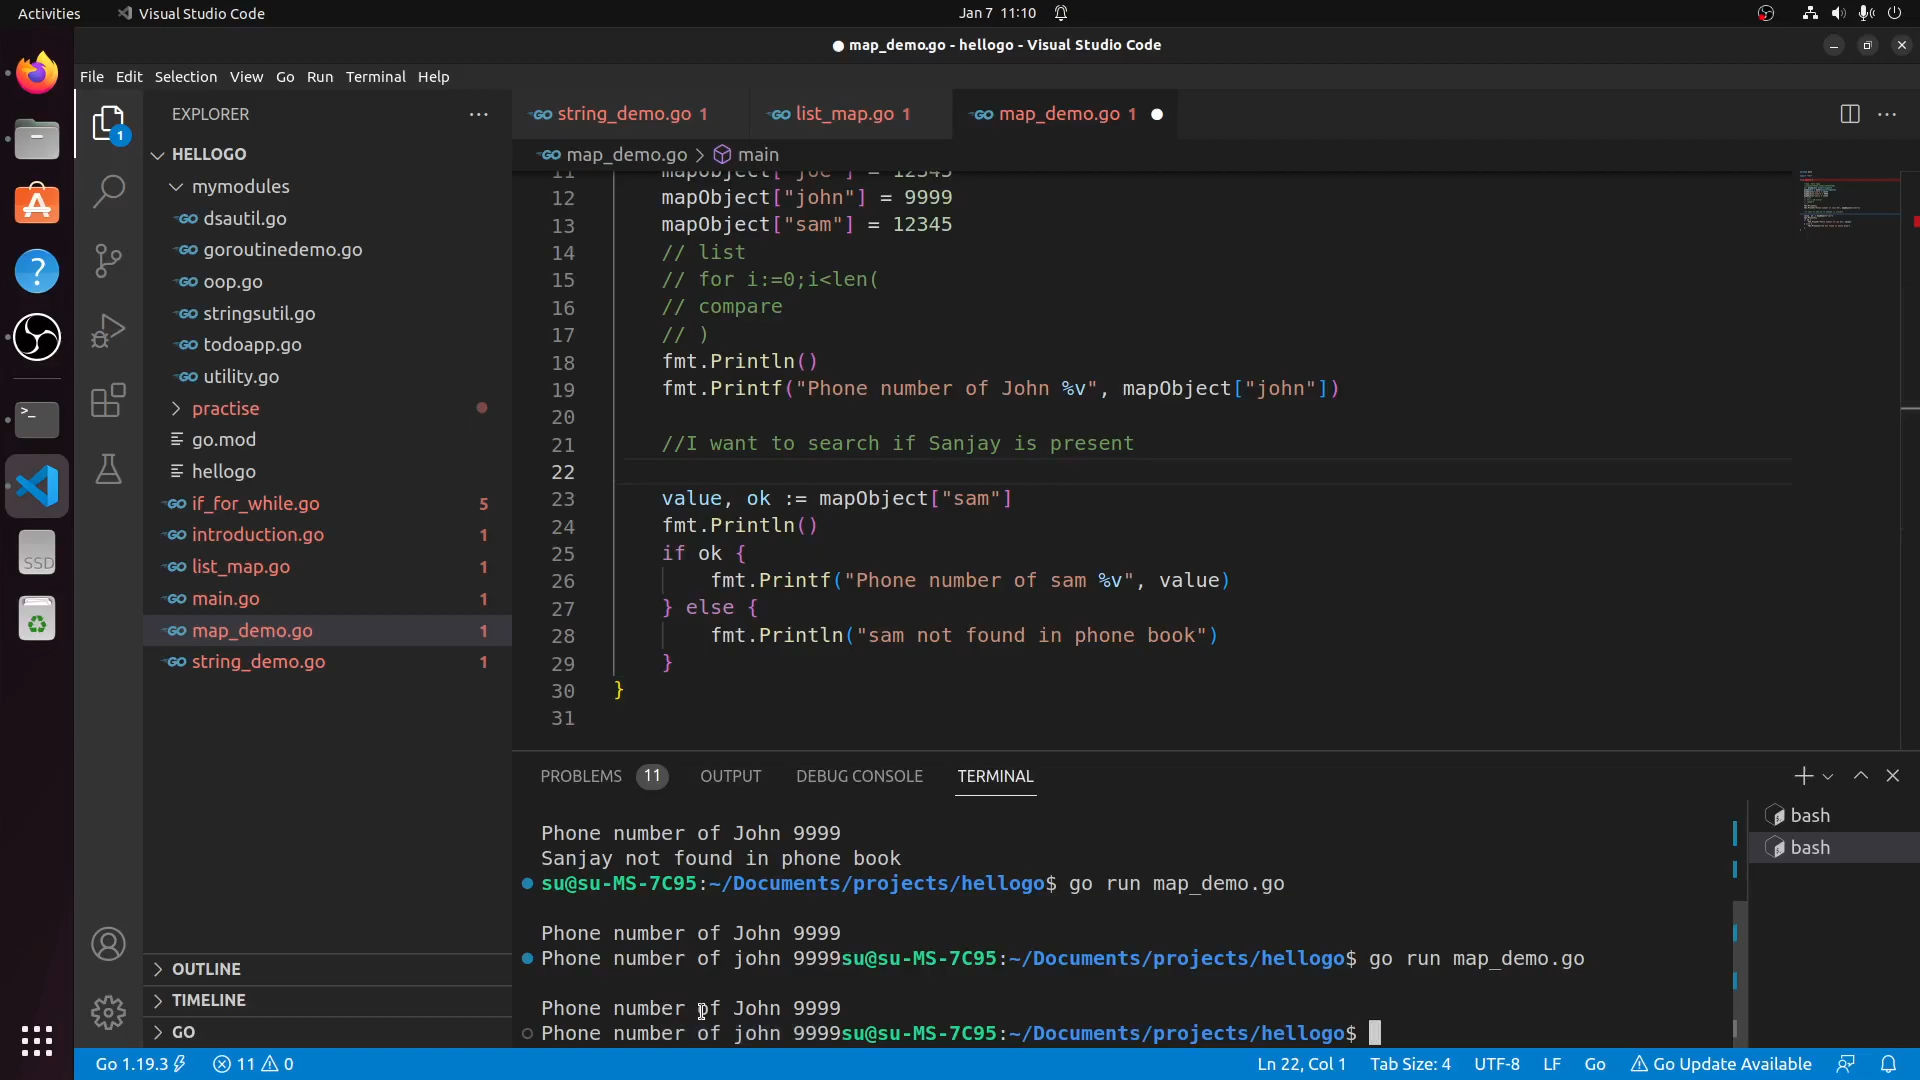 Activities
Visual Studio Code
Jan 7 11:10
● map_demo.go - hellogo - Visual Studio Code
File Edit Selection View Go Run Terminal Help
EXPLORER
HELLOGO
mymodules
dsautil.go
goroutinedemo.go
oop.go
stringsutil.go
todoapp.go
utility.go
practise
go.mod
hellogo
if_for_while.go 5
introduction.go 1
list_map.go 1
main.go 1
map_demo.go 1
string_demo.go 1
OUTLINE
TIMELINE
GO
1
SSD
string_demo.go 1
list_map.go 1
map_demo.go 1
map_demo.go > main
11 mapObject["joe"] = 12345
12 mapObject["john"] = 9999
13 mapObject["sam"] = 12345
14 // list
15 // for i:=0;i<len(
16 // compare
17 // )
18 fmt.Println()
19 fmt.Printf("Phone number of John %v", mapObject["john"])
20
21 //I want to search if Sanjay is present
22
23 value, ok := mapObject["sam"]
24 fmt.Println()
25 if ok {
26 fmt.Printf("Phone number of sam %v", value)
27 } else {
28 fmt.Println("sam not found in phone book")
29 }
30 }
31
PROBLEMS 11 OUTPUT DEBUG CONSOLE TERMINAL
Phone number of John 9999
Sanjay not found in phone book
su@su-MS-7C95:~/Documents/projects/hellogo$ go run map_demo.go
Phone number of John 9999
Phone number of john 9999su@su-MS-7C95:~/Documents/projects/hellogo$ go run map_demo.go
Phone number of John 9999
Phone number of john 9999su@su-MS-7C95:~/Documents/projects/hellogo$
bash
bash
Go 1.19.3
11
0
Ln 22, Col 1
Tab Size: 4
UTF-8
LF
Go
Go Update Available